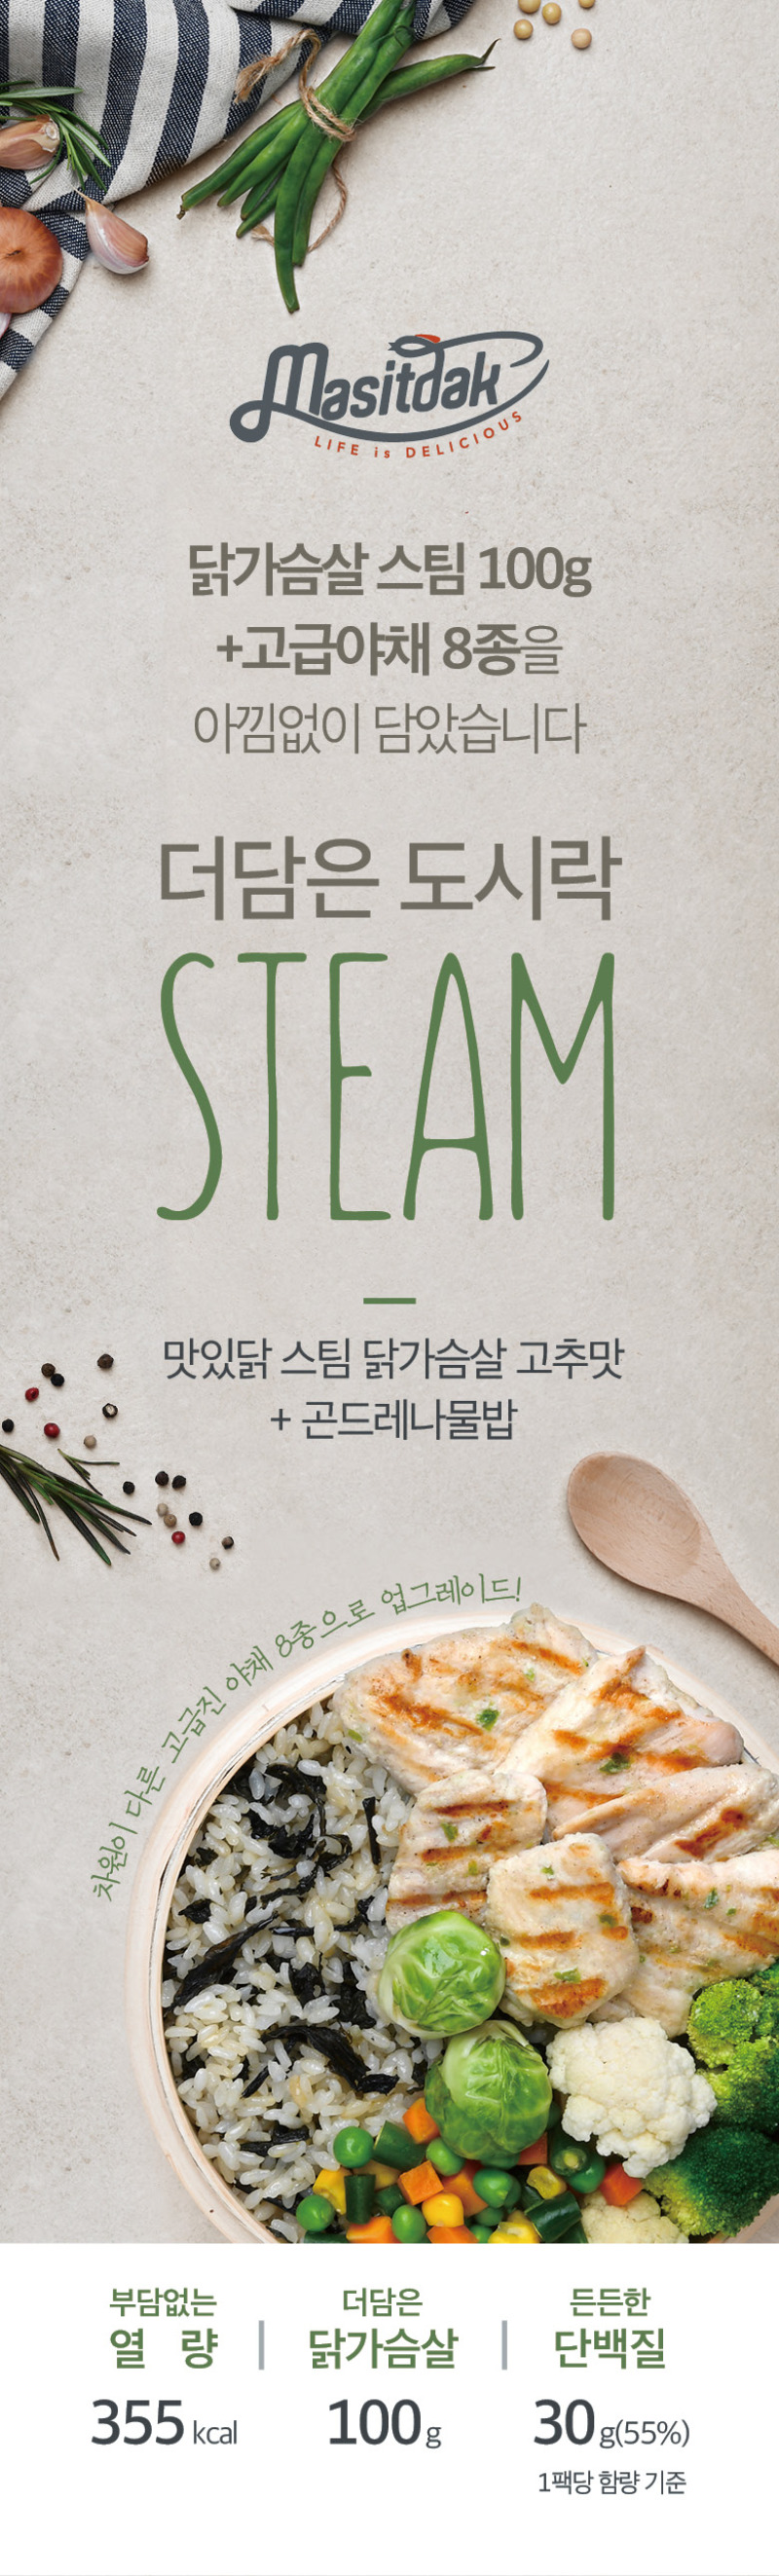 Masitdak
LIFE is DELICIOUS
닭가슴살 스팀 100g
+고급야채 8종을
아낌없이 담았습니다
더담은 도시락
STEAM
맛있닭 스팀 닭가슴살 고추맛
+ 곤드레나물밥
차원이 다른 고급진 야채 8종으로 업그레이드!
부담없는
열 량
355 kcal
더담은
닭가슴살
100 g
든든한
단백질
30 g(55%)
1팩당 함량 기준